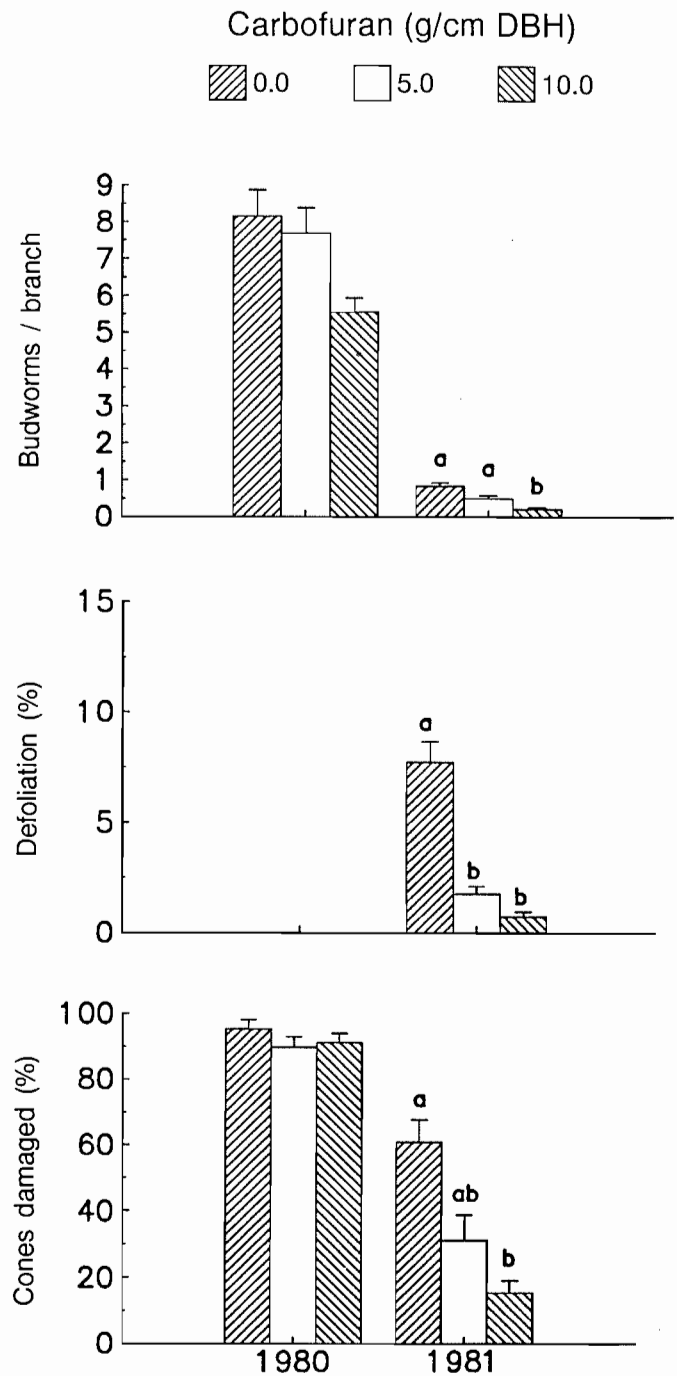 Carbofuran (g/cm DBH)
0.0 5.0 10.0
Budworms / branch
9
8
7
6
5
4
3
2
1
0
a a b
Defoliation (%)
15
10
5
0
a
b b
Cones damaged (%)
100
80
60
40
20
0
a
ab
b
1980 1981